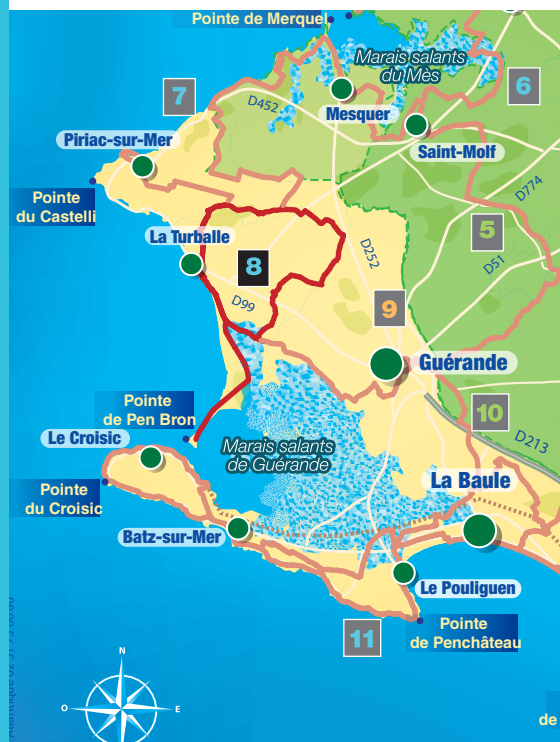 Pointe de Merquel
Marais salants
du Mès
7
6
D452
Mesquer
Piriac-sur-Mer
Saint-Molf
D774
Pointe
du Castelli
5
La Turballe
D252
D51
8
D99
9
Guérande
Pointe
de Pen Bron
10
Le Croisic
D213
Marais salants
de Guérande
La Baule
Pointe
du Croisic
Batz-sur-Mer
Le Pouliguen
Pointe
de Penchâteau
11
N
O
E
de